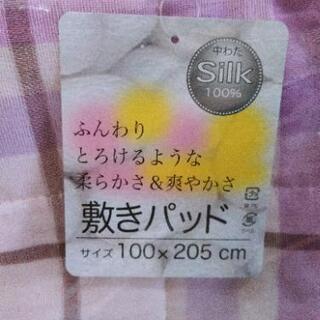 中わた
Silk
100%
ふんわり
とろけるような
柔らかさ&爽やかさ
敷きパッド
サイズ 100×205 cm